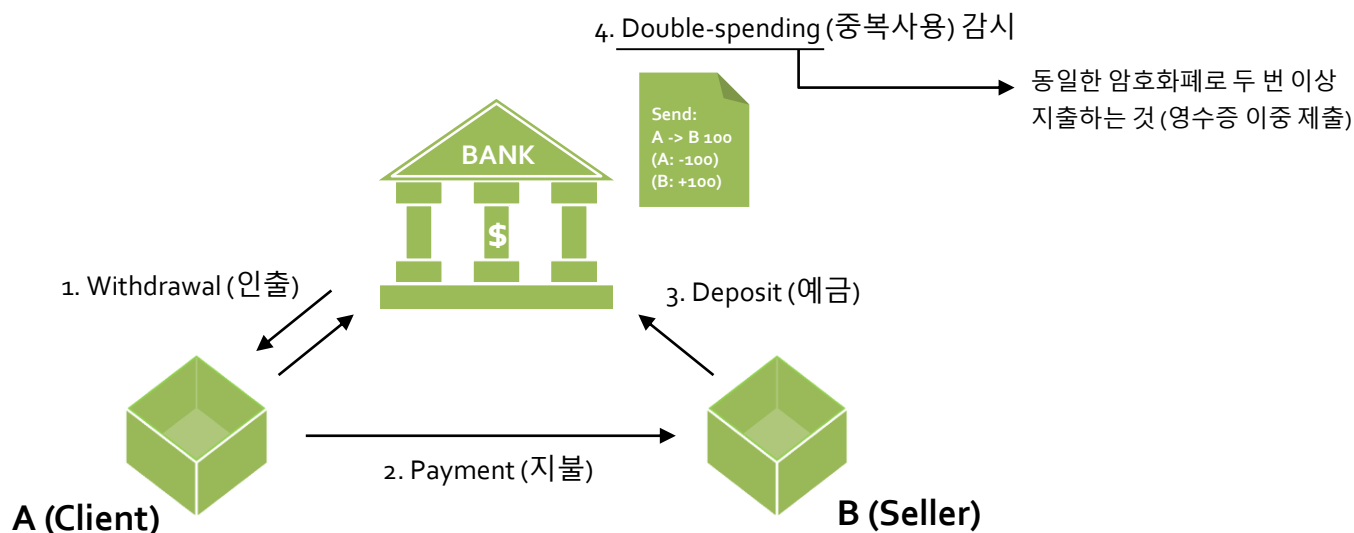 4. Double-spending (중복사용) 감시
동일한 암호화폐로 두 번 이상
지출하는 것 (영수증 이중 제출)
Send:
A -> B 100
(A: -100)
(B: +100)
BANK
$
1. Withdrawal (인출)
3. Deposit (예금)
2. Payment (지불)
A (Client)
B (Seller)